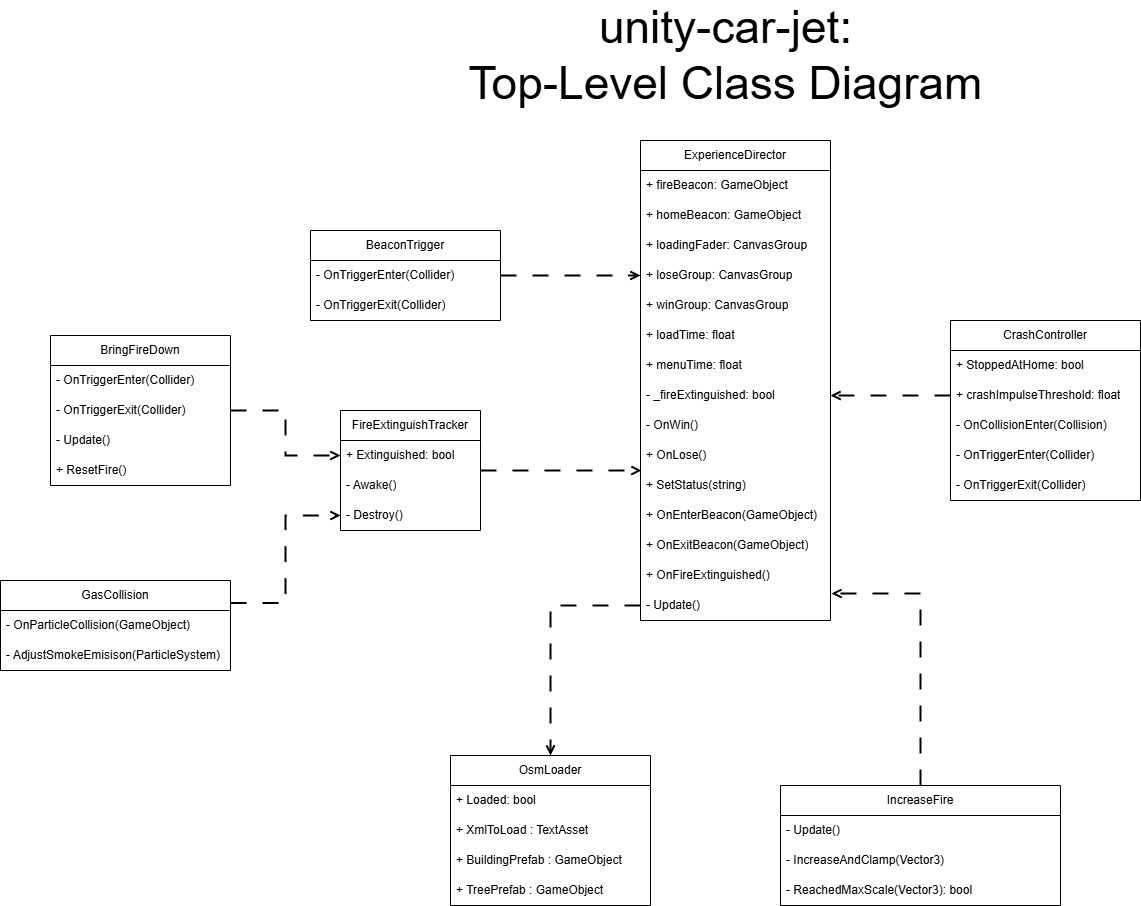 unity-car-jet:
Top-Level Class Diagram
ExperienceDirector
+ fireBeacon: GameObject
+ homeBeacon: GameObject
+ loadingFader: CanvasGroup
+ loseGroup: CanvasGroup
+ winGroup: CanvasGroup
+ loadTime: float
+ menuTime: float
- _fireExtinguished: bool
- OnWin()
+ OnLose()
+ SetStatus(string)
+ OnEnterBeacon(GameObject)
+ OnExitBeacon(GameObject)
+ OnFireExtinguished()
- Update()
BeaconTrigger
- OnTriggerEnter(Collider)
- OnTriggerExit(Collider)
BringFireDown
- OnTriggerEnter(Collider)
- OnTriggerExit(Collider)
- Update()
+ ResetFire()
FireExtinguishTracker
+ Extinguished: bool
- Awake()
- Destroy()
CrashController
+ StoppedAtHome: bool
+ crashImpulseThreshold: float
- OnCollisionEnter(Collision)
- OnTriggerEnter(Collider)
- OnTriggerExit(Collider)
GasCollision
- OnParticleCollision(GameObject)
- AdjustSmokeEmisison(ParticleSystem)
OsmLoader
+ Loaded: bool
+ XmlToLoad : TextAsset
+ BuildingPrefab : GameObject
+ TreePrefab : GameObject
IncreaseFire
- Update()
- IncreaseAndClamp(Vector3)
- ReachedMaxScale(Vector3): bool